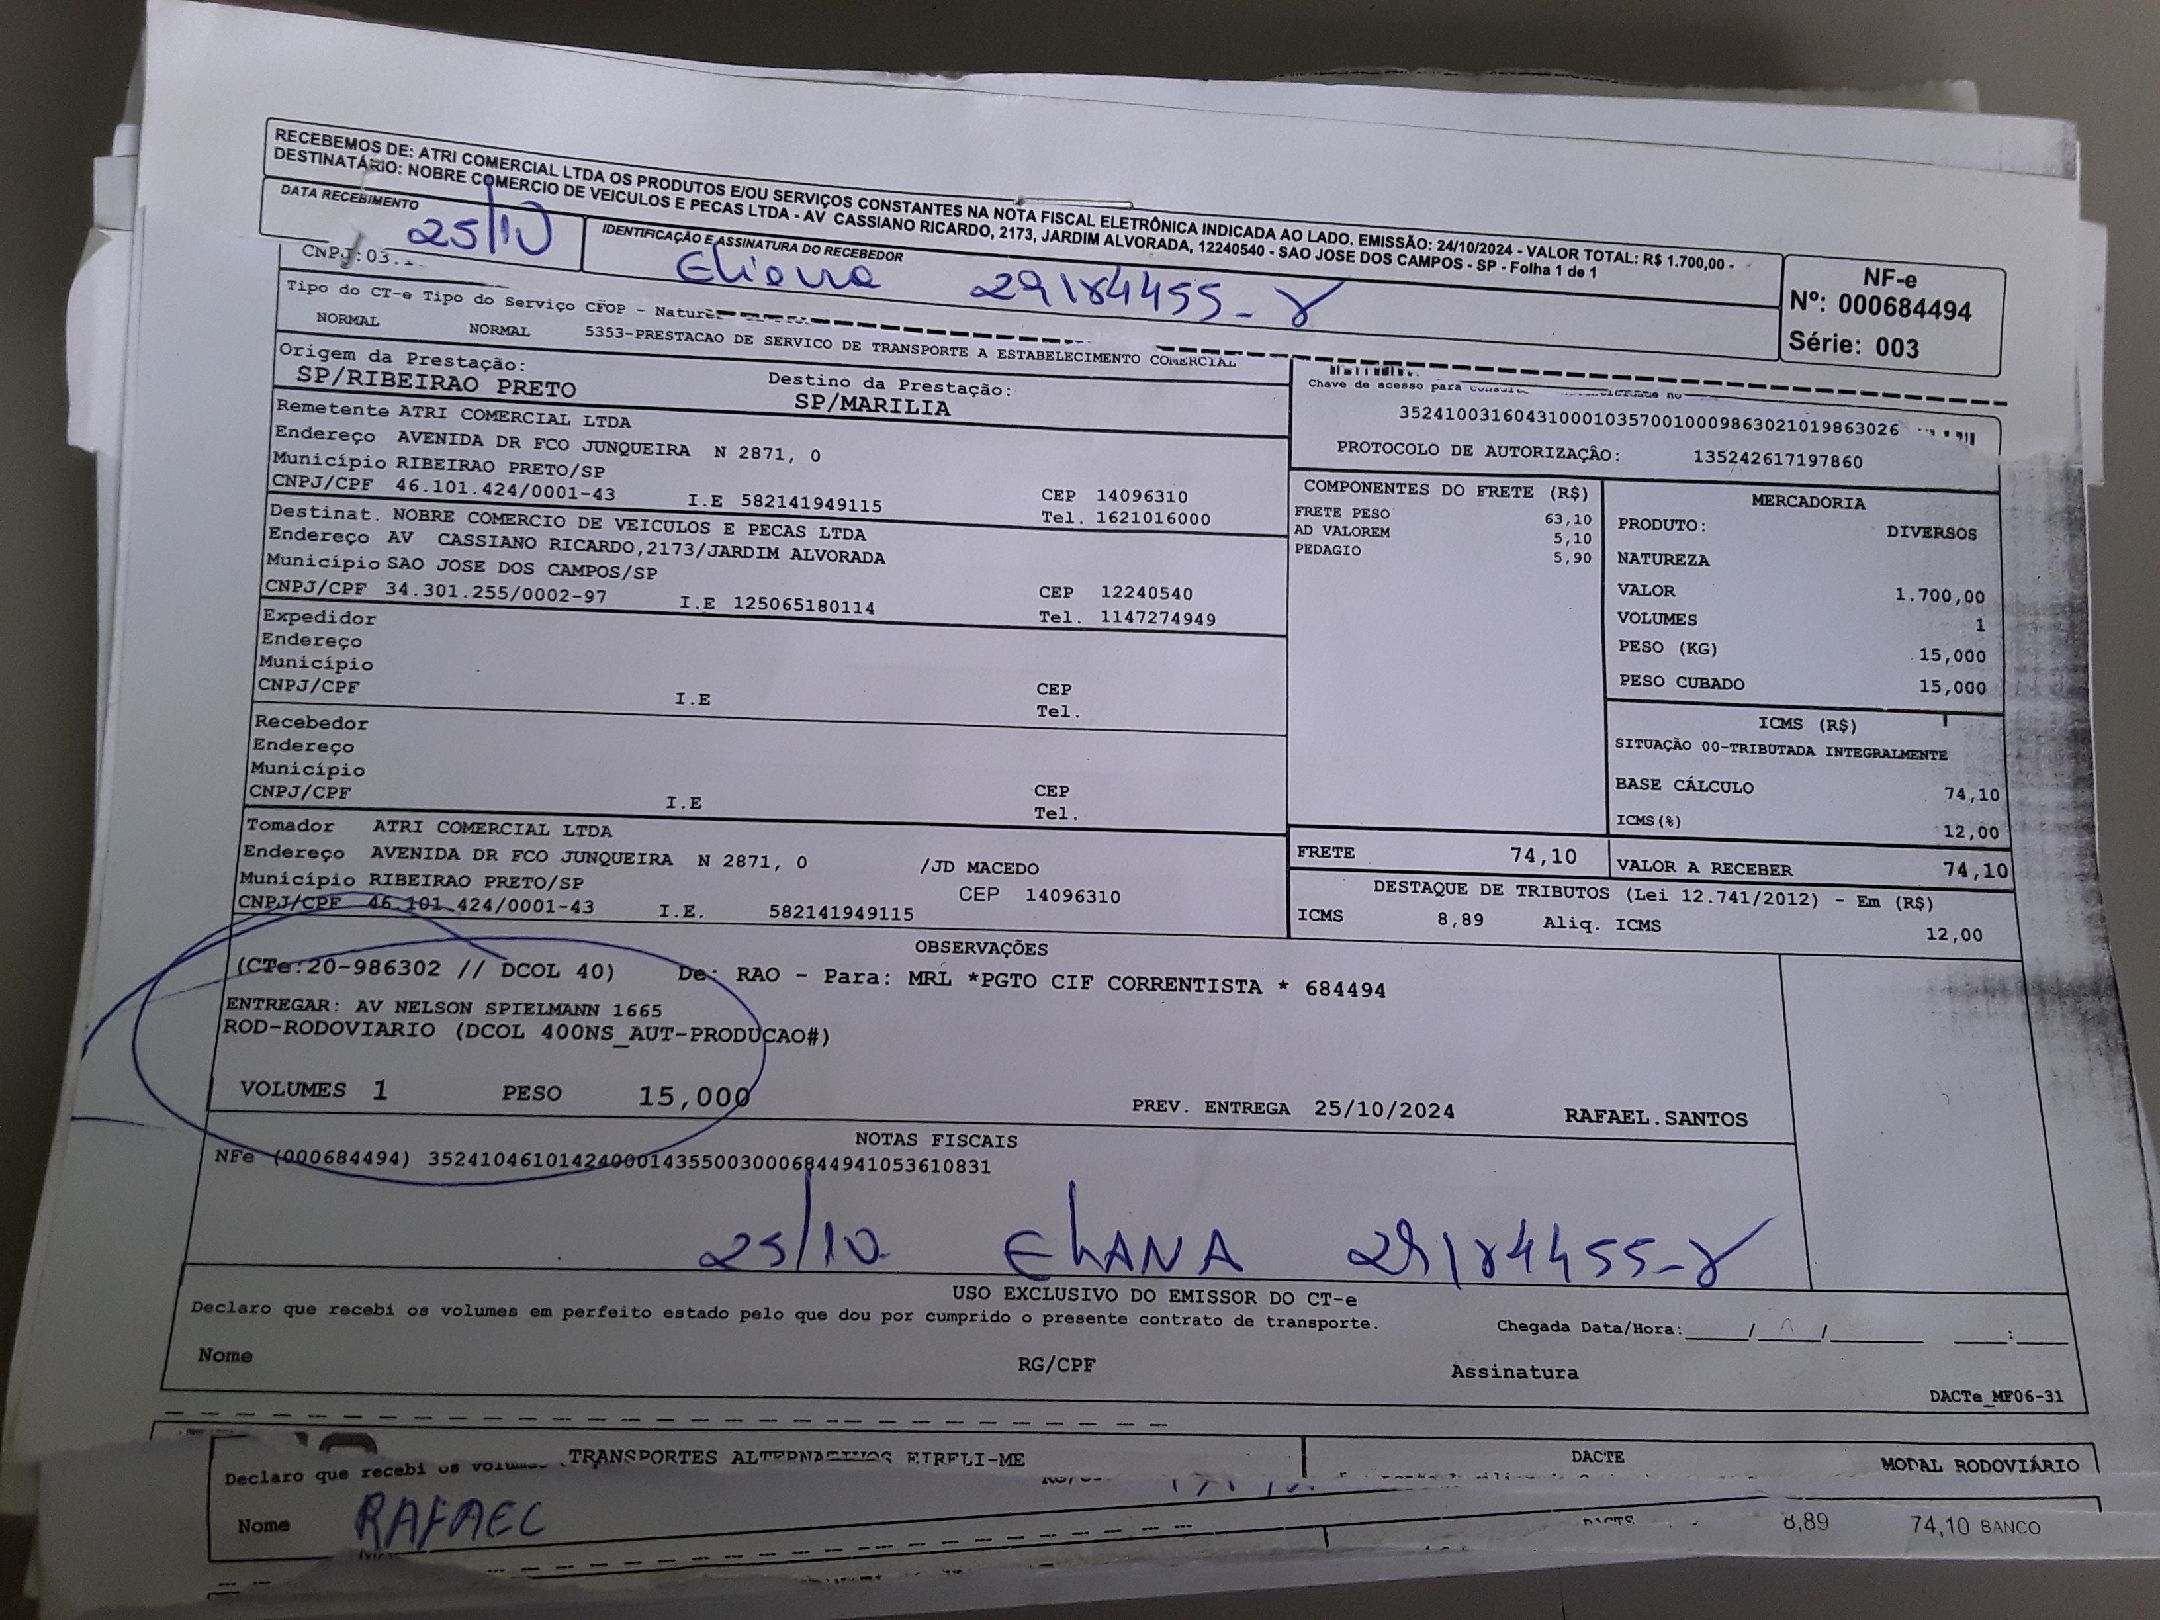 RECEBEMOS DE: ATRI COMERCIAL LTDA OS PRODUTOS E/OU SERVIÇOS CONSTANTES NA NOTA FISCAL ELETRÔNICA INDICADA AO LADO. EMISSÃO: 24/10/2024 - VALOR TOTAL: R$ 1.700,00 -
DESTINATÁRIO: NOBRE COMERCIO DE VEICULOS E PECAS LTDA - AV CASSIANO RICARDO, 2173, JARDIM ALVORADA, 12240540 - SAO JOSE DOS CAMPOS - SP - Folha 1 de 1
DATA RECEBIMENTO
25/10
IDENTIFICAÇÃO E ASSINATURA DO RECEBEDOR
Eliana 29184455-8
NF-e
Nº: 000684494
Série: 003
CNPJ:03.
Tipo do CT-e Tipo do Serviço CFOP -
NORMAL NORMAL 5353-PRESTACAO DE SERVICO DE TRANSPORTE A ESTABELECIMENTO COMERCIAL
Origem da Prestação: Destino da Prestação:
SP/RIBEIRAO PRETO SP/MARILIA
Chave de acesso para
35241003160431000103570010009863021019863026
PROTOCOLO DE AUTORIZAÇÃO: 135242617197860
Remetente ATRI COMERCIAL LTDA
Endereço AVENIDA DR FCO JUNQUEIRA N 2871, 0
Município RIBEIRAO PRETO/SP CEP 14096310
CNPJ/CPF 46.101.424/0001-43 I.E 582141949115 Tel. 1621016000
Destinat. NOBRE COMERCIO DE VEICULOS E PECAS LTDA
Endereço AV CASSIANO RICARDO,2173/JARDIM ALVORADA
Município SAO JOSE DOS CAMPOS/SP CEP 12240540
CNPJ/CPF 34.301.255/0002-97 I.E 125065180114 Tel. 1147274949
Expedidor
Endereço
Município CEP
CNPJ/CPF I.E Tel.
Recebedor
Endereço
Município CEP
CNPJ/CPF I.E Tel.
Tomador ATRI COMERCIAL LTDA
Endereço AVENIDA DR FCO JUNQUEIRA N 2871, 0 /JD MACEDO
Município RIBEIRAO PRETO/SP CEP 14096310
CNPJ/CPF 46.101.424/0001-43 I.E. 582141949115
COMPONENTES DO FRETE (R$)
FRETE PESO 63,10
AD VALOREM 5,10
PEDAGIO 5,90
MERCADORIA
PRODUTO: DIVERSOS
NATUREZA
VALOR 1.700,00
VOLUMES 1
PESO (KG) 15,000
PESO CUBADO 15,000
ICMS (R$)
SITUAÇÃO 00-TRIBUTADA INTEGRALMENTE
BASE CÁLCULO 74,10
ICMS(%) 12,00
FRETE 74,10 VALOR A RECEBER 74,10
DESTAQUE DE TRIBUTOS (Lei 12.741/2012) - Em (R$)
ICMS 8,89 Aliq. ICMS 12,00
OBSERVAÇÕES
(CTe:20-986302 // DCOL 40) De: RAO - Para: MRL *PGTO CIF CORRENTISTA * 684494
ENTREGAR: AV NELSON SPIELMANN 1665
ROD-RODOVIARIO (DCOL 400NS_AUT-PRODUCAO#)
VOLUMES 1 PESO 15,000 PREV. ENTREGA 25/10/2024 RAFAEL.SANTOS
NOTAS FISCAIS
NFe (000684494) 35241046101424000143550030006844941053610831
25/10 EliANA 29184455-8
USO EXCLUSIVO DO EMISSOR DO CT-e
Declaro que recebi os volumes em perfeito estado pelo que dou por cumprido o presente contrato de transporte. Chegada Data/Hora:____/____/____ ____:____
Nome RG/CPF Assinatura
DACTe_MF06-31
TRANSPORTES ALTERNATIVOS EIRELI-ME DACTE MODAL RODOVIÁRIO
Declaro que recebi os
Nome RAFAEL
8,89 74,10 BANCO